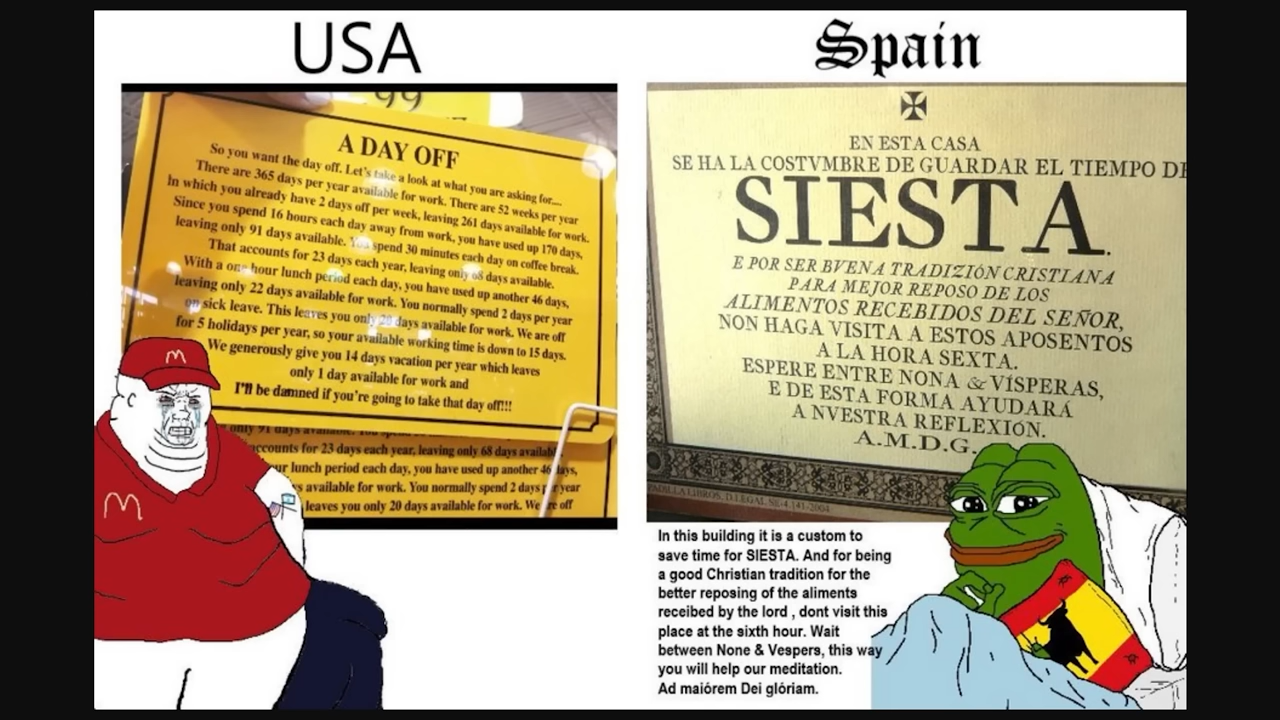 USA
Spain
99
A DAY OFF
So you want the day off. Let's take a look at what you are asking for....
There are 365 days per year available for work. There are 52 weeks per year
In which you already have 2 days off per week, leaving 261 days available for work.
Since you spend 16 hours each day away from work, you have used up 170 days,
leaving only 91 days available. You spend 30 minutes each day on coffee break.
That accounts for 23 days each year, leaving only 68 days available.
With a one hour lunch period each day, you have used up another 46 days,
leaving only 22 days available for work. You normally spend 2 days per year
on sick leave. This leaves you only 20 days available for work. We are off
for 5 holidays per year, so your available working time is down to 15 days.
We generously give you 14 days vacation per year which leaves
only 1 day available for work and
I'll be damned if you're going to take that day off!!!
only 91 days available. You spend
accounts for 23 days each year, leaving only 68 days available.
ur lunch period each day, you have used up another 46 days,
s available for work. You normally spend 2 days per year
leaves you only 20 days available for work. We are off
EN ESTA CASA
SE HA LA COSTVMBRE DE GUARDAR EL TIEMPO DE
SIESTA.
E POR SER BVENA TRADIZIÓN CRISTIANA
PARA MEJOR REPOSO DE LOS
ALIMENTOS RECEBIDOS DEL SEÑOR,
NON HAGA VISITA A ESTOS APOSENTOS
A LA HORA SEXTA.
ESPERE ENTRE NONA & VÍSPERAS,
E DE ESTA FORMA AYUDARÁ
A NVESTRA REFLEXIÓN.
A.M.D.G.
PADILLA LIBROS. D.LEGAL SE-4.141-2004
In this building it is a custom to
save time for SIESTA. And for being
a good Christian tradition for the
better reposing of the aliments
receibed by the lord , dont visit this
place at the sixth hour. Wait
between None & Vespers, this way
you will help our meditation.
Ad maiórem Dei glóriam.